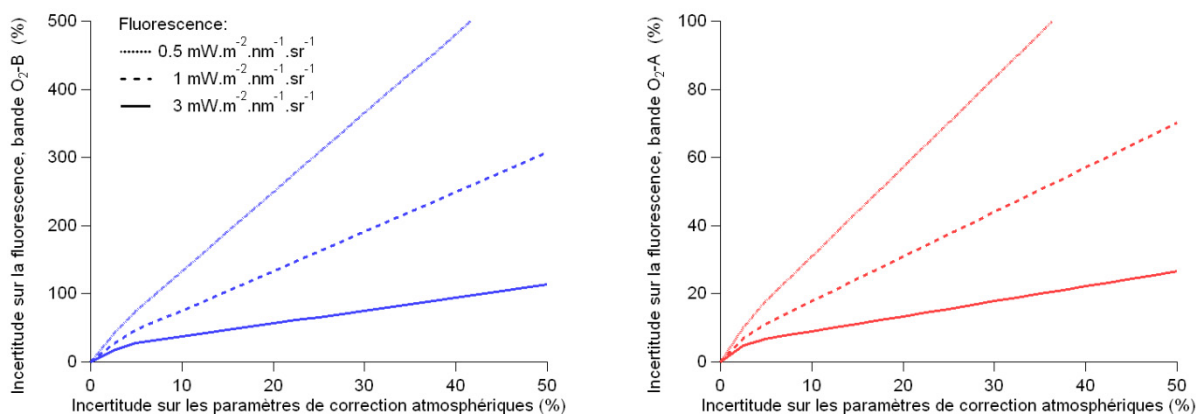 Incertitude sur la fluorescence, bande O₂-B (%)
500
400
300
200
100
0
Fluorescence:
0.5 mW.m⁻².nm⁻¹.sr⁻¹
1 mW.m⁻².nm⁻¹.sr⁻¹
3 mW.m⁻².nm⁻¹.sr⁻¹
0 10 20 30 40 50
Incertitude sur les paramètres de correction atmosphériques (%)
Incertitude sur la fluorescence, bande O₂-A (%)
100
80
60
40
20
0
0 10 20 30 40 50
Incertitude sur les paramètres de correction atmosphériques (%)